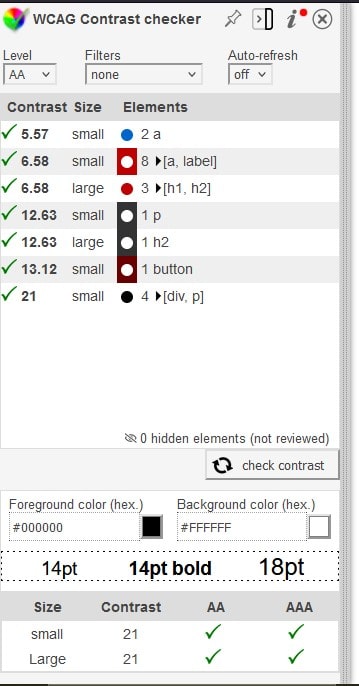 WCAG Contrast checker
Level Filters Auto-refresh
AA none off
Contrast Size Elements
5.57 small 2 a
6.58 small 8 [a, label]
6.58 large 3 [h1, h2]
12.63 small 1 p
12.63 large 1 h2
13.12 small 1 button
21 small 4 [div, p]
0 hidden elements (not reviewed)
check contrast
Foreground color (hex.) Background color (hex.)
#000000 #FFFFFF
14pt 14pt bold 18pt
Size Contrast AA AAA
small 21
Large 21